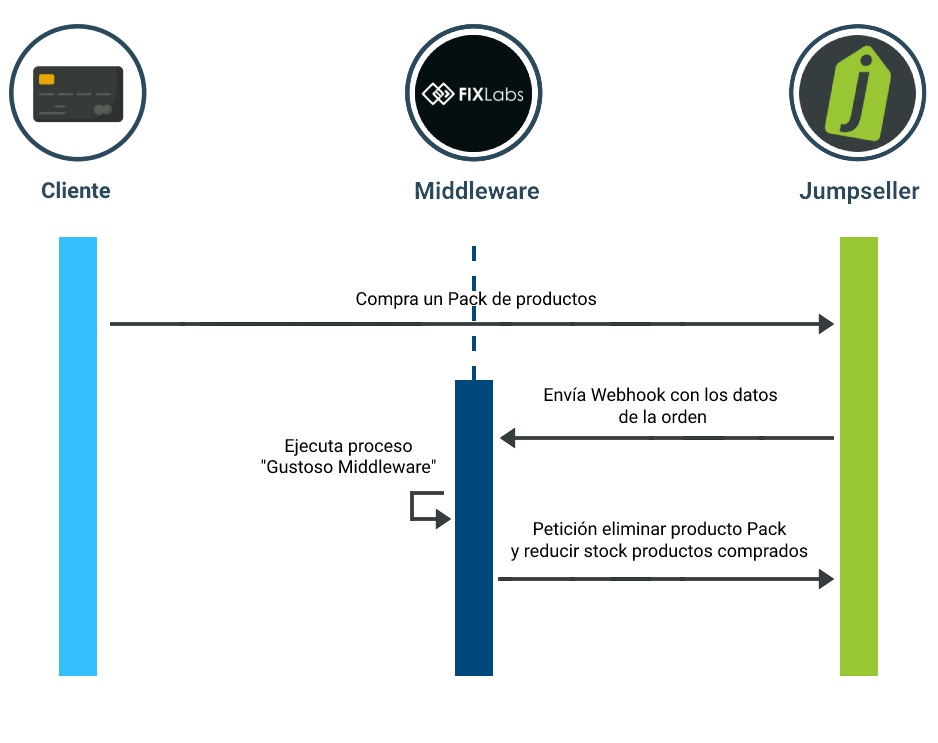 FIXLabs
j
Cliente
Middleware
Jumpseller
Compra un Pack de productos
Envía Webhook con los datos
de la orden
Ejecuta proceso
"Gustoso Middleware"
Petición eliminar producto Pack
y reducir stock productos comprados